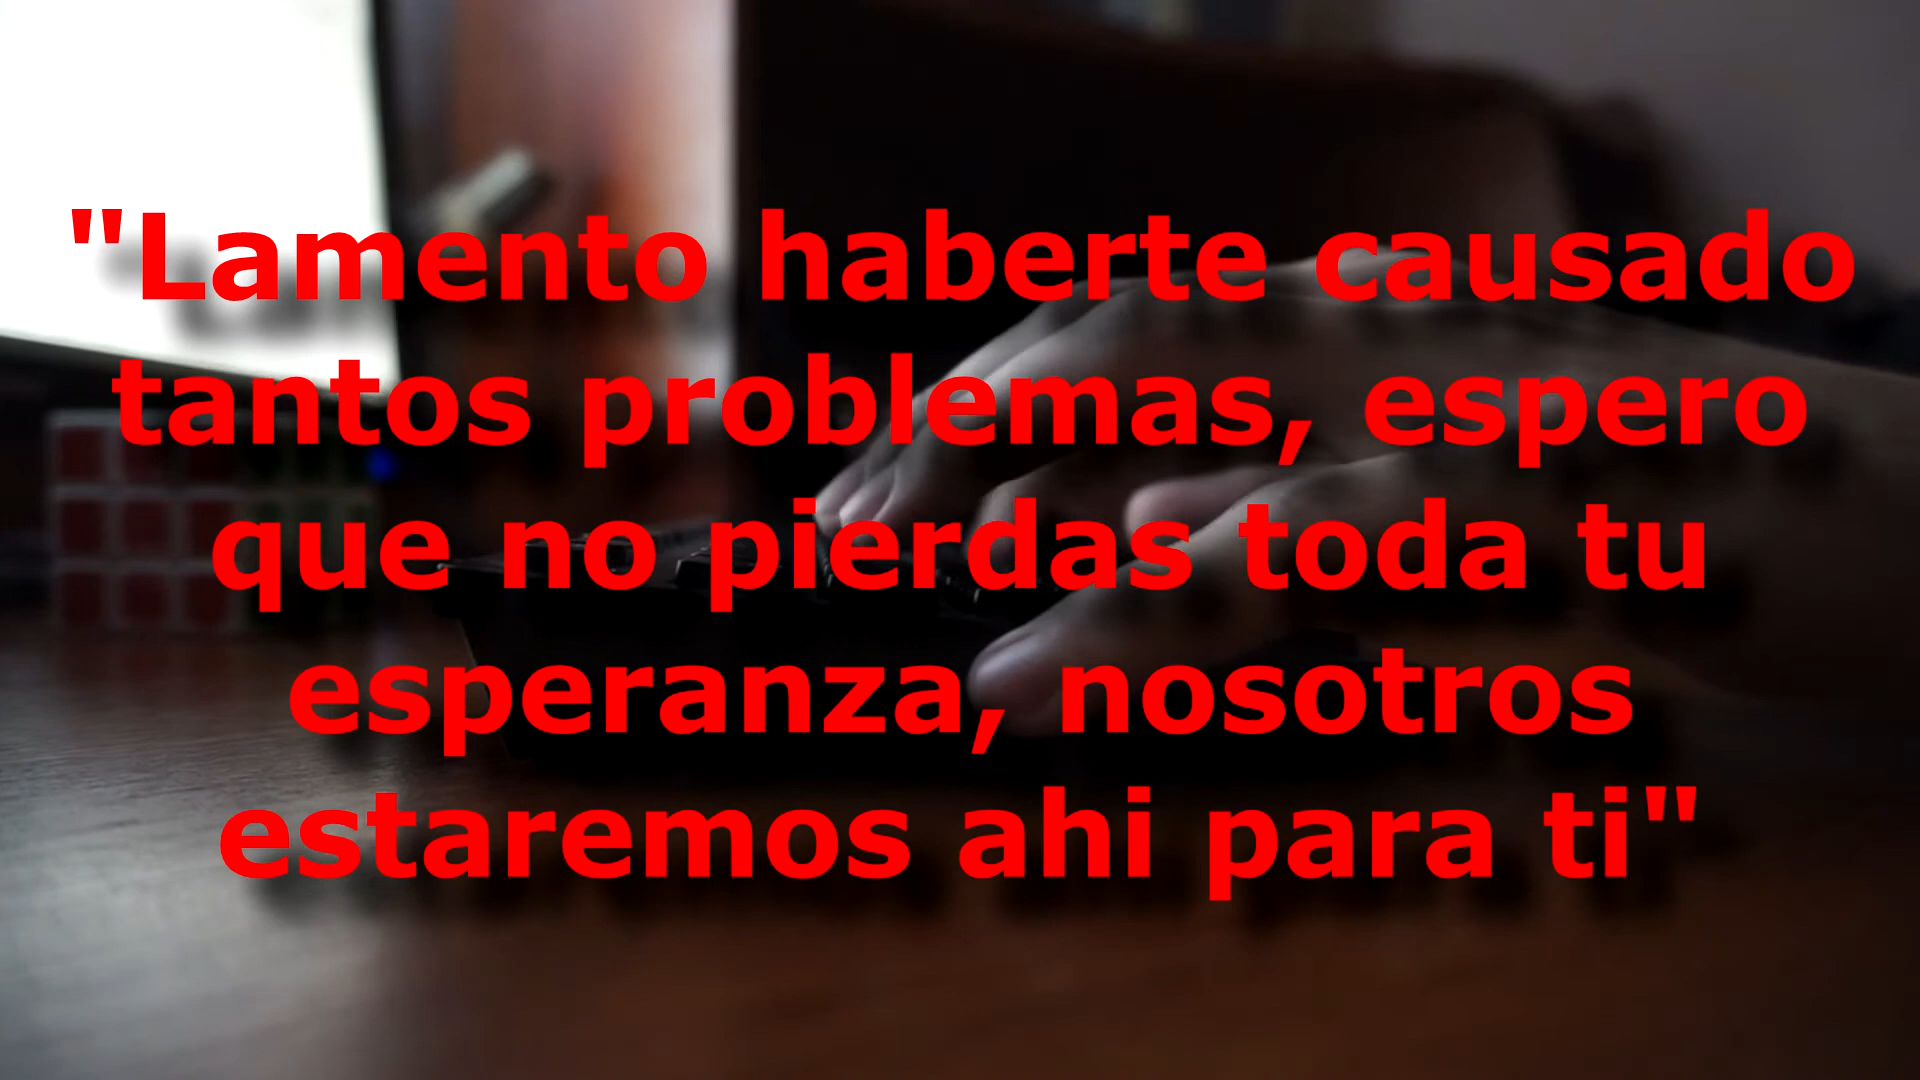 "Lamento haberte causado
tantos problemas, espero
que no pierdas toda tu
esperanza, nosotros
estaremos ahi para ti"